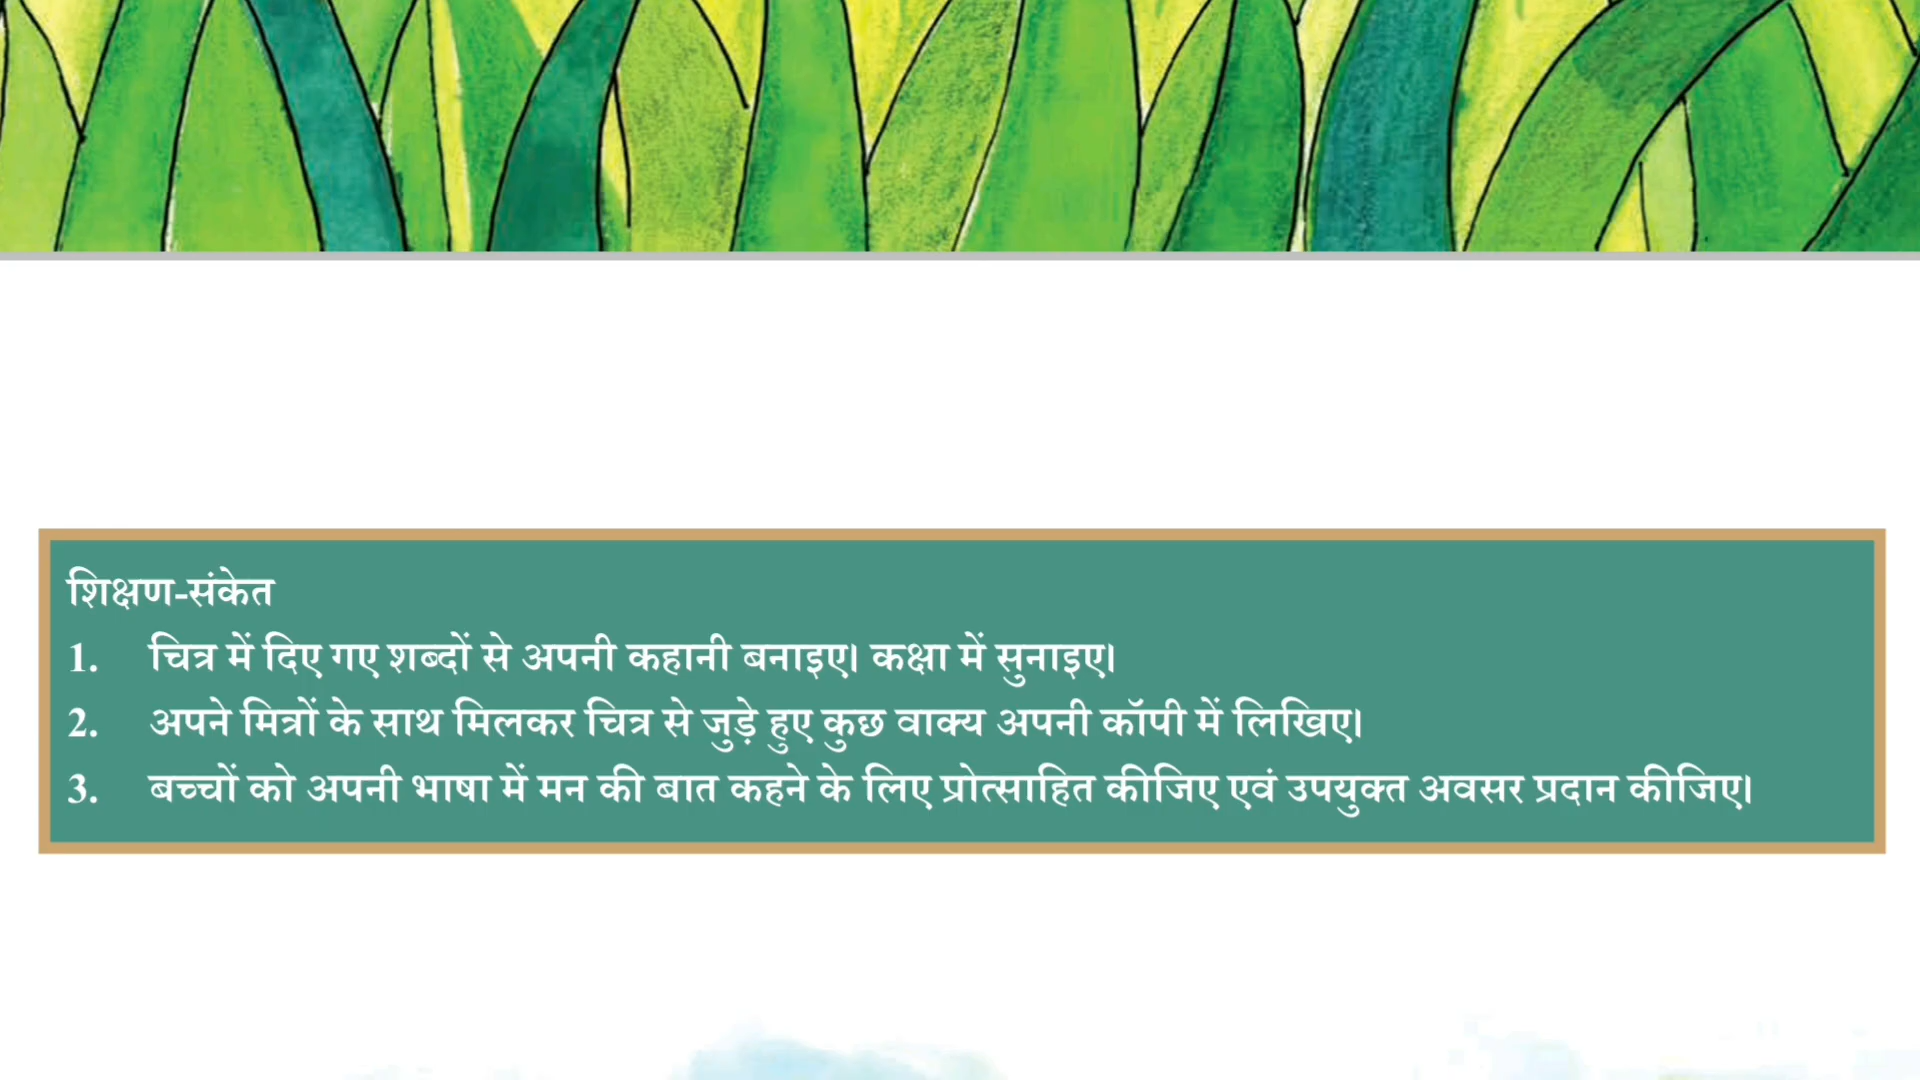 शिक्षण-संकेत
1. चित्र में दिए गए शब्दों से अपनी कहानी बनाइए। कक्षा में सुनाइए।
2. अपने मित्रों के साथ मिलकर चित्र से जुड़े हुए कुछ वाक्य अपनी कॉपी में लिखिए।
3. बच्चों को अपनी भाषा में मन की बात कहने के लिए प्रोत्साहित कीजिए एवं उपयुक्त अवसर प्रदान कीजिए।